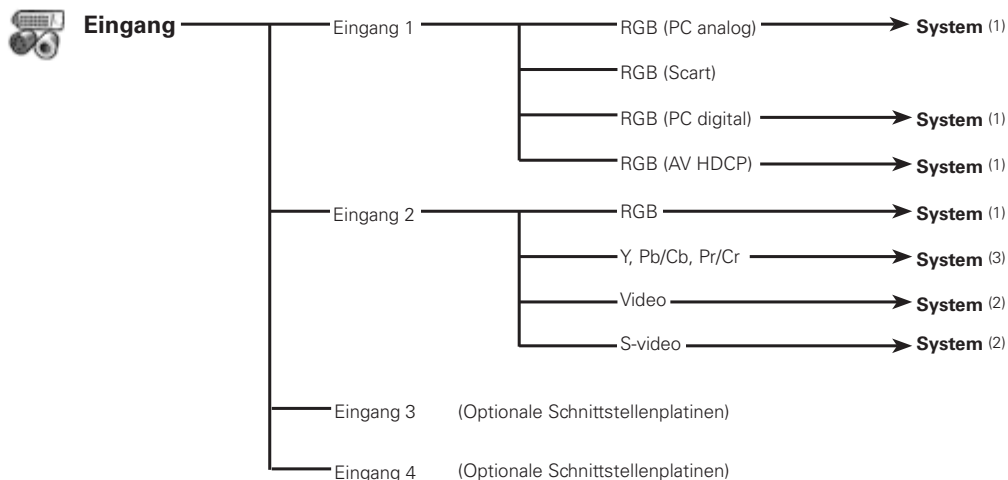 Eingang Eingang 1 RGB (PC analog) System (1)
RGB (Scart)
RGB (PC digital) System (1)
RGB (AV HDCP) System (1)
Eingang 2 RGB System (1)
Y, Pb/Cb, Pr/Cr System (3)
Video System (2)
S-video System (2)
Eingang 3 (Optionale Schnittstellenplatinen)
Eingang 4 (Optionale Schnittstellenplatinen)